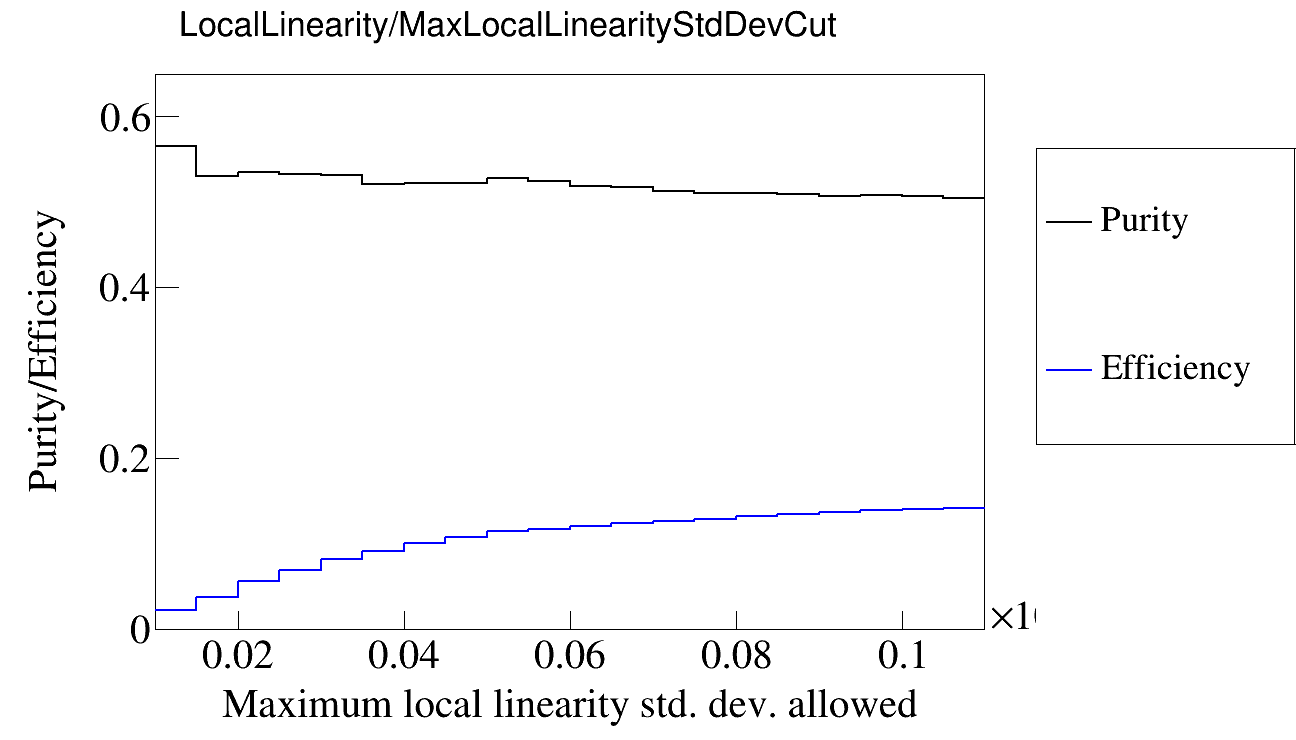 LocalLinearity/MaxLocalLinearityStdDevCut
Purity/Efficiency
0.6
0.4
0.2
0
0.02 0.04 0.06 0.08 0.1
Maximum local linearity std. dev. allowed
Purity
Efficiency